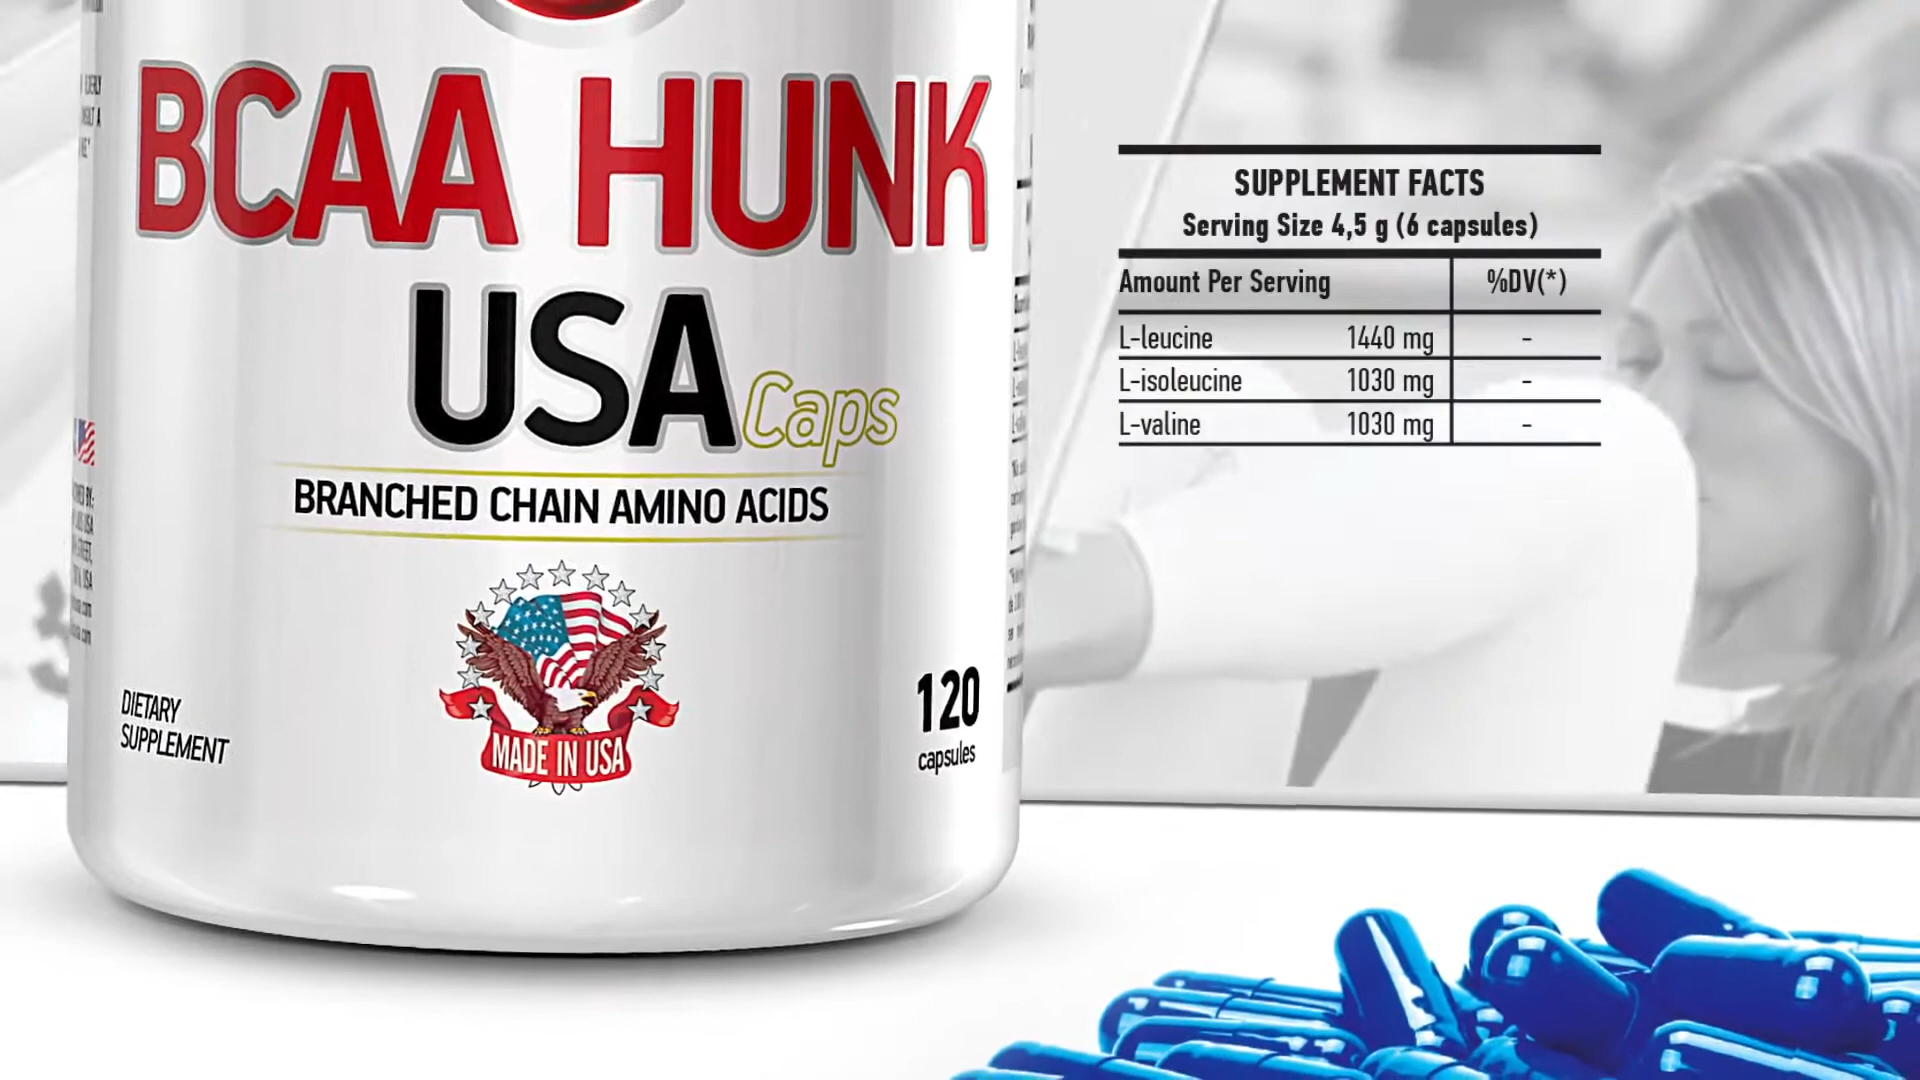 BCAA HUNK
USA Caps
BRANCHED CHAIN AMINO ACIDS
MADE IN USA
DIETARY
SUPPLEMENT
120
capsules
SUPPLEMENT FACTS
Serving Size 4,5 g (6 capsules)
Amount Per Serving %DV(*)
L-leucine 1440 mg -
L-isoleucine 1030 mg -
L-valine 1030 mg -